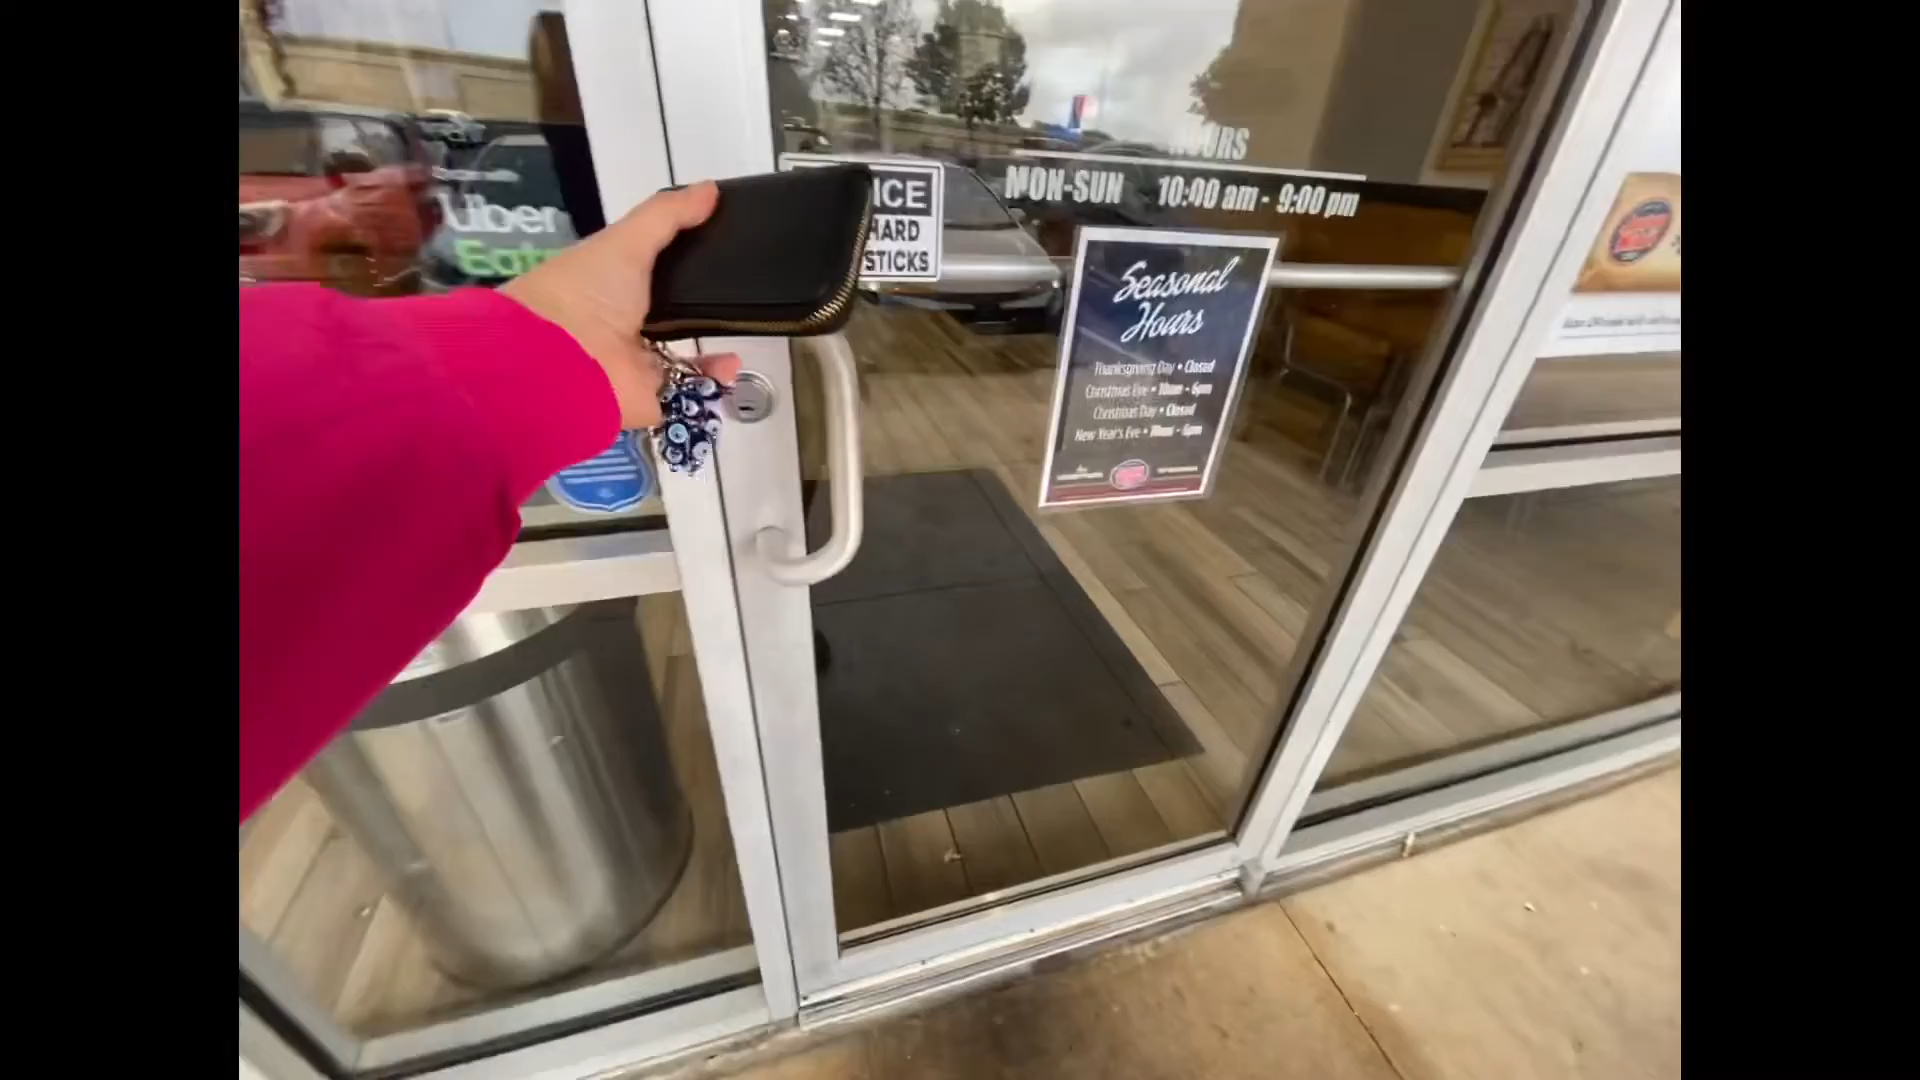 Uber
Eats
ICE
HARD
STICKS
HOURS
MON-SUN 10:00 am - 9:00 pm
Seasonal
Hours
Thanksgiving Day • Closed
Christmas Eve • 10am - 6pm
Christmas Day • Closed
New Year's Eve • 10am - 6pm